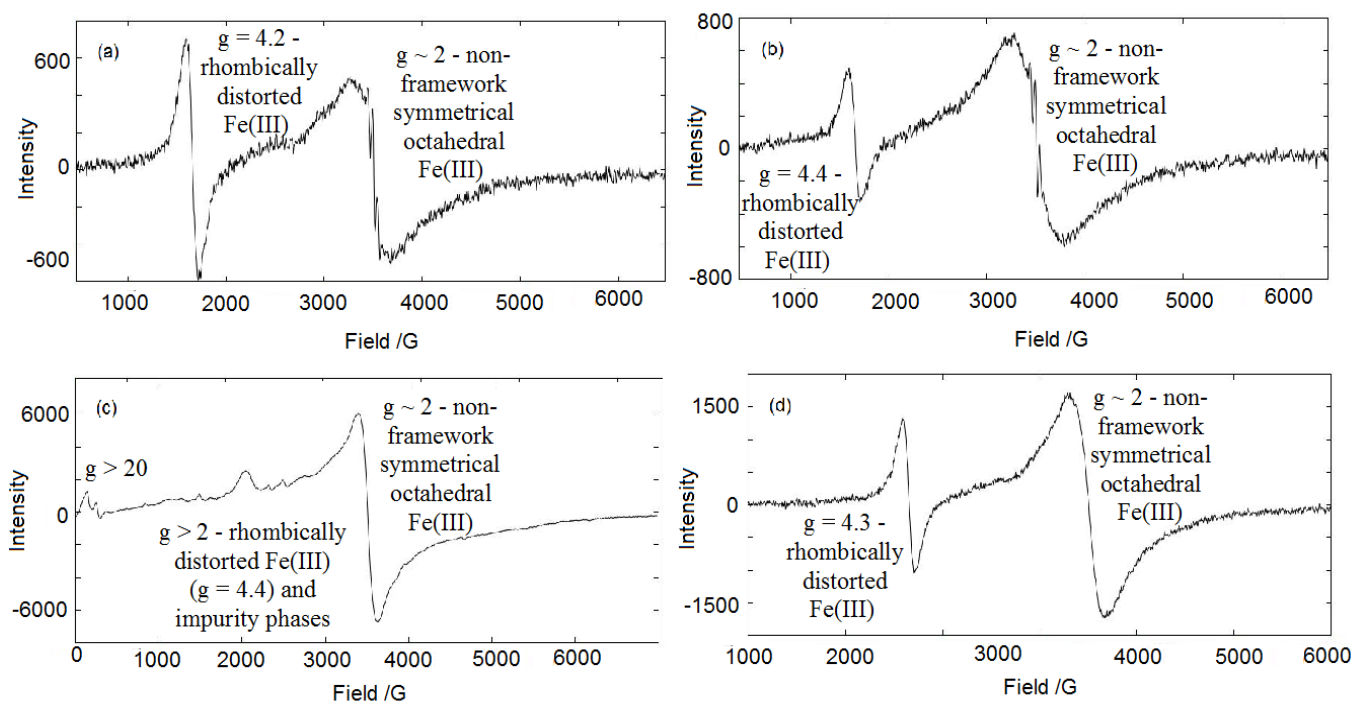 (a)
g = 4.2 -
rhombically
distorted
Fe(III)
g ~ 2 - non-
framework
symmetrical
octahedral
Fe(III)
600
0
-600
Intensity
1000 2000 3000 4000 5000 6000
Field /G
(b)
g = 4.4 -
rhombically
distorted
Fe(III)
g ~ 2 - non-
framework
symmetrical
octahedral
Fe(III)
800
400
0
-800
Intensity
1000 2000 3000 4000 5000 6000
Field /G
(c)
g > 20
g > 2 - rhombically
distorted Fe(III)
(g = 4.4) and
impurity phases
g ~ 2 - non-
framework
symmetrical
octahedral
Fe(III)
6000
0
-6000
Intensity
0 1000 2000 3000 4000 5000 6000
Field /G
(d)
g = 4.3 -
rhombically
distorted
Fe(III)
g ~ 2 - non-
framework
symmetrical
octahedral
Fe(III)
1500
0
-1500
Intensity
1000 2000 3000 4000 5000 6000
Field /G